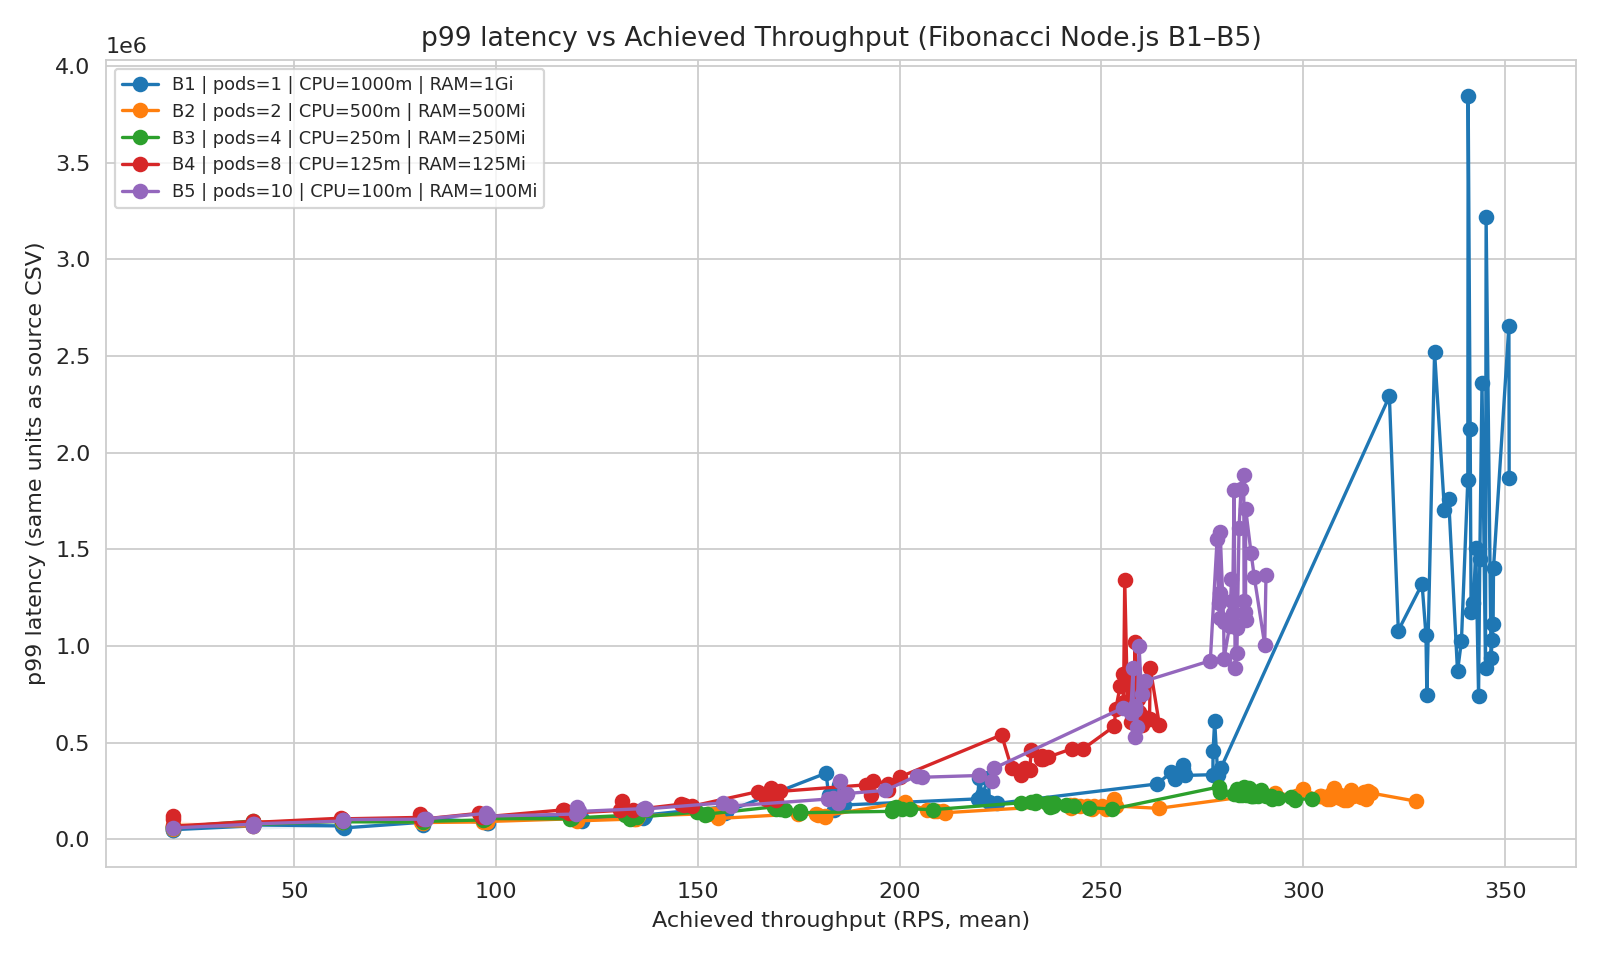 p99 latency vs Achieved Throughput (Fibonacci Node.js B1–B5)
1e6
B1 | pods=1 | CPU=1000m | RAM=1Gi
B2 | pods=2 | CPU=500m | RAM=500Mi
B3 | pods=4 | CPU=250m | RAM=250Mi
B4 | pods=8 | CPU=125m | RAM=125Mi
B5 | pods=10 | CPU=100m | RAM=100Mi
p99 latency (same units as source CSV)
4.0
3.5
3.0
2.5
2.0
1.5
1.0
0.5
0.0
50 100 150 200 250 300 350
Achieved throughput (RPS, mean)